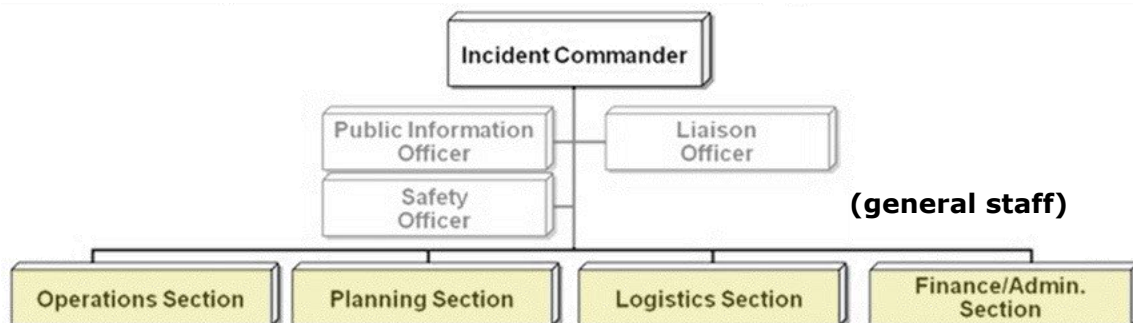 Incident Commander
Public Information
Officer
Liaison
Officer
Safety
Officer
(general staff)
Operations Section
Planning Section
Logistics Section
Finance/Admin.
Section